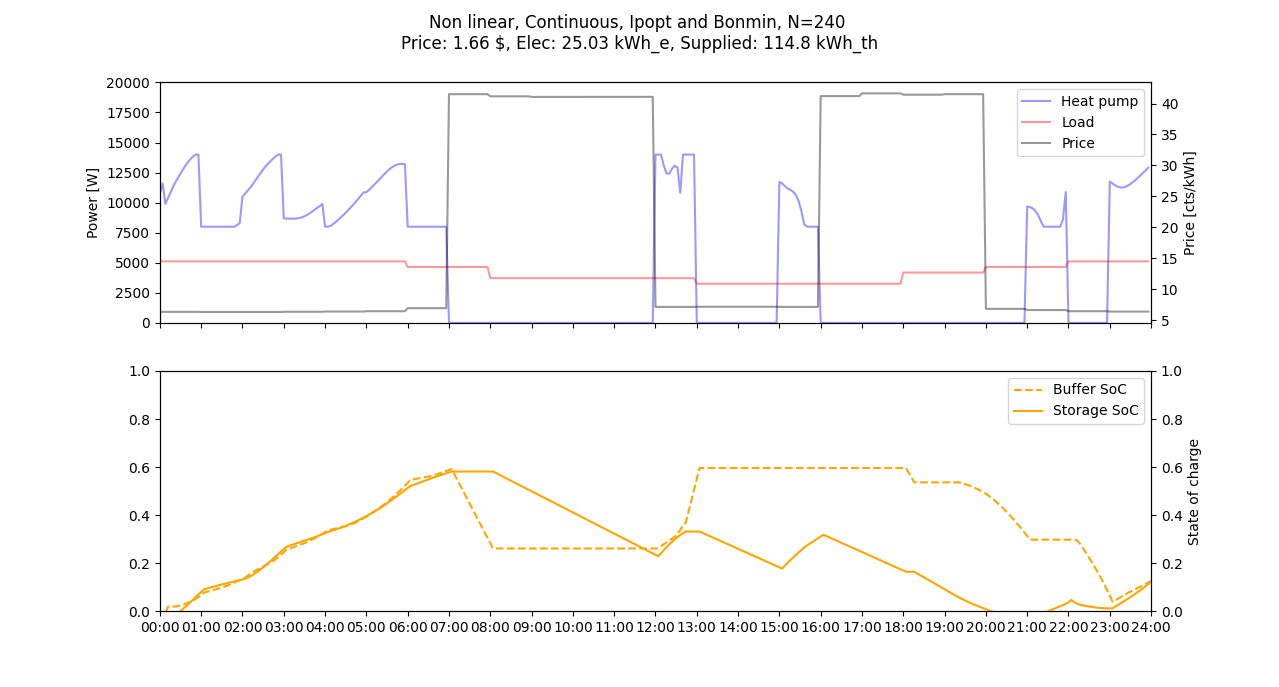 Non linear, Continuous, Ipopt and Bonmin, N=240
Price: 1.66 $, Elec: 25.03 kWh_e, Supplied: 114.8 kWh_th
20000
17500
15000
12500
10000
7500
5000
2500
0
Power [W]
Heat pump
Load
Price
40
35
30
25
20
15
10
5
Price [cts/kWh]
1.0
0.8
0.6
0.4
0.2
0.0
Buffer SoC
Storage SoC
1.0
0.8
0.6
0.4
0.2
0.0
State of charge
00:00 01:00 02:00 03:00 04:00 05:00 06:00 07:00 08:00 09:00 10:00 11:00 12:00 13:00 14:00 15:00 16:00 17:00 18:00 19:00 20:00 21:00 22:00 23:00 24:00